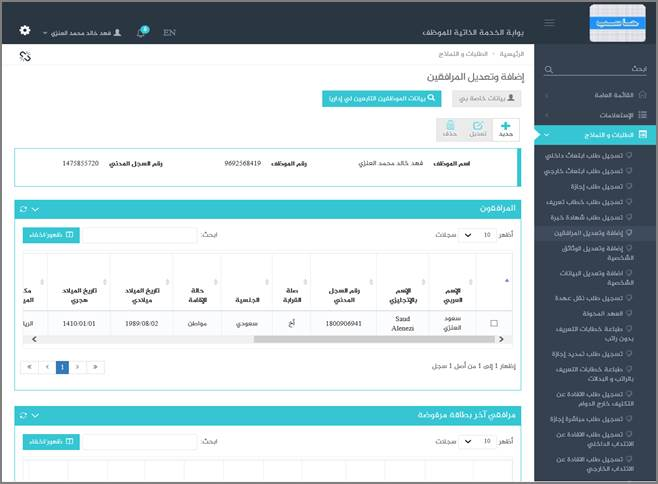 حاسب
بوابة الخدمة الذاتية للموظف
EN
4
فهد خالد محمد العنزي
ابحث
القائمة العامة
الإستعلامات
الطلبات و النماذج
تسجيل طلب ابتعاث داخلي
تسجيل طلب ابتعاث خارجي
تسجيل طلب إجازة
تسجيل طلب خطاب تعريف
تسجيل طلب شهادة خبرة
إضافة وتعديل المرافقين
إضافة وتعديل الوثائق
الشخصية
اضافة وتعديل البيانات
الشخصية
تسجيل طلب نقل عهدة
العهد المحولة
طباعة خطابات التعريف
بدون راتب
تسجيل طلب تمديد إجازة
طباعة خطابات التعريف
بالراتب و البدالت
تسجيل طلب الافادة عن
التكليف خارج الدوام
تسجيل طلب مباشرة إجازة
تسجيل طلب الافادة عن
الانتداب الداخلي
تسجيل طلب الافادة عن
الانتداب الخارجي
الرئيسية - الطلبات و النماذج
إضافة وتعديل المرافقين
بيانات خاصة بي
بيانات الموظفين التابعين لي إداريا
جديد
تعديل
حذف
اسم الموظف فهد خالد محمد العنزي رقم الموظف 9692568419 رقم السجل المدني 1475855720
المرافقون
أظهر 10 سجلات
ابحث:
ظهور/اخفاء
الإسم العربي
الإسم بالإنجليزي
رقم السجل المدني
صلة القرابة
الجنسية
حالة الإقامة
تاريخ الميلاد ميلادي
تاريخ الميلاد هجري
سعود العنزي
Saud Alenezi
1800906941
أخ
سعودي
مواطن
1989/08/02
1410/01/01
إظهار 1 إلى 1 من أصل 1 سجل
1
مرافقي آخر بطاقة مرفوضة
أظهر 10 سجلات
ابحث:
ظهور/اخفاء